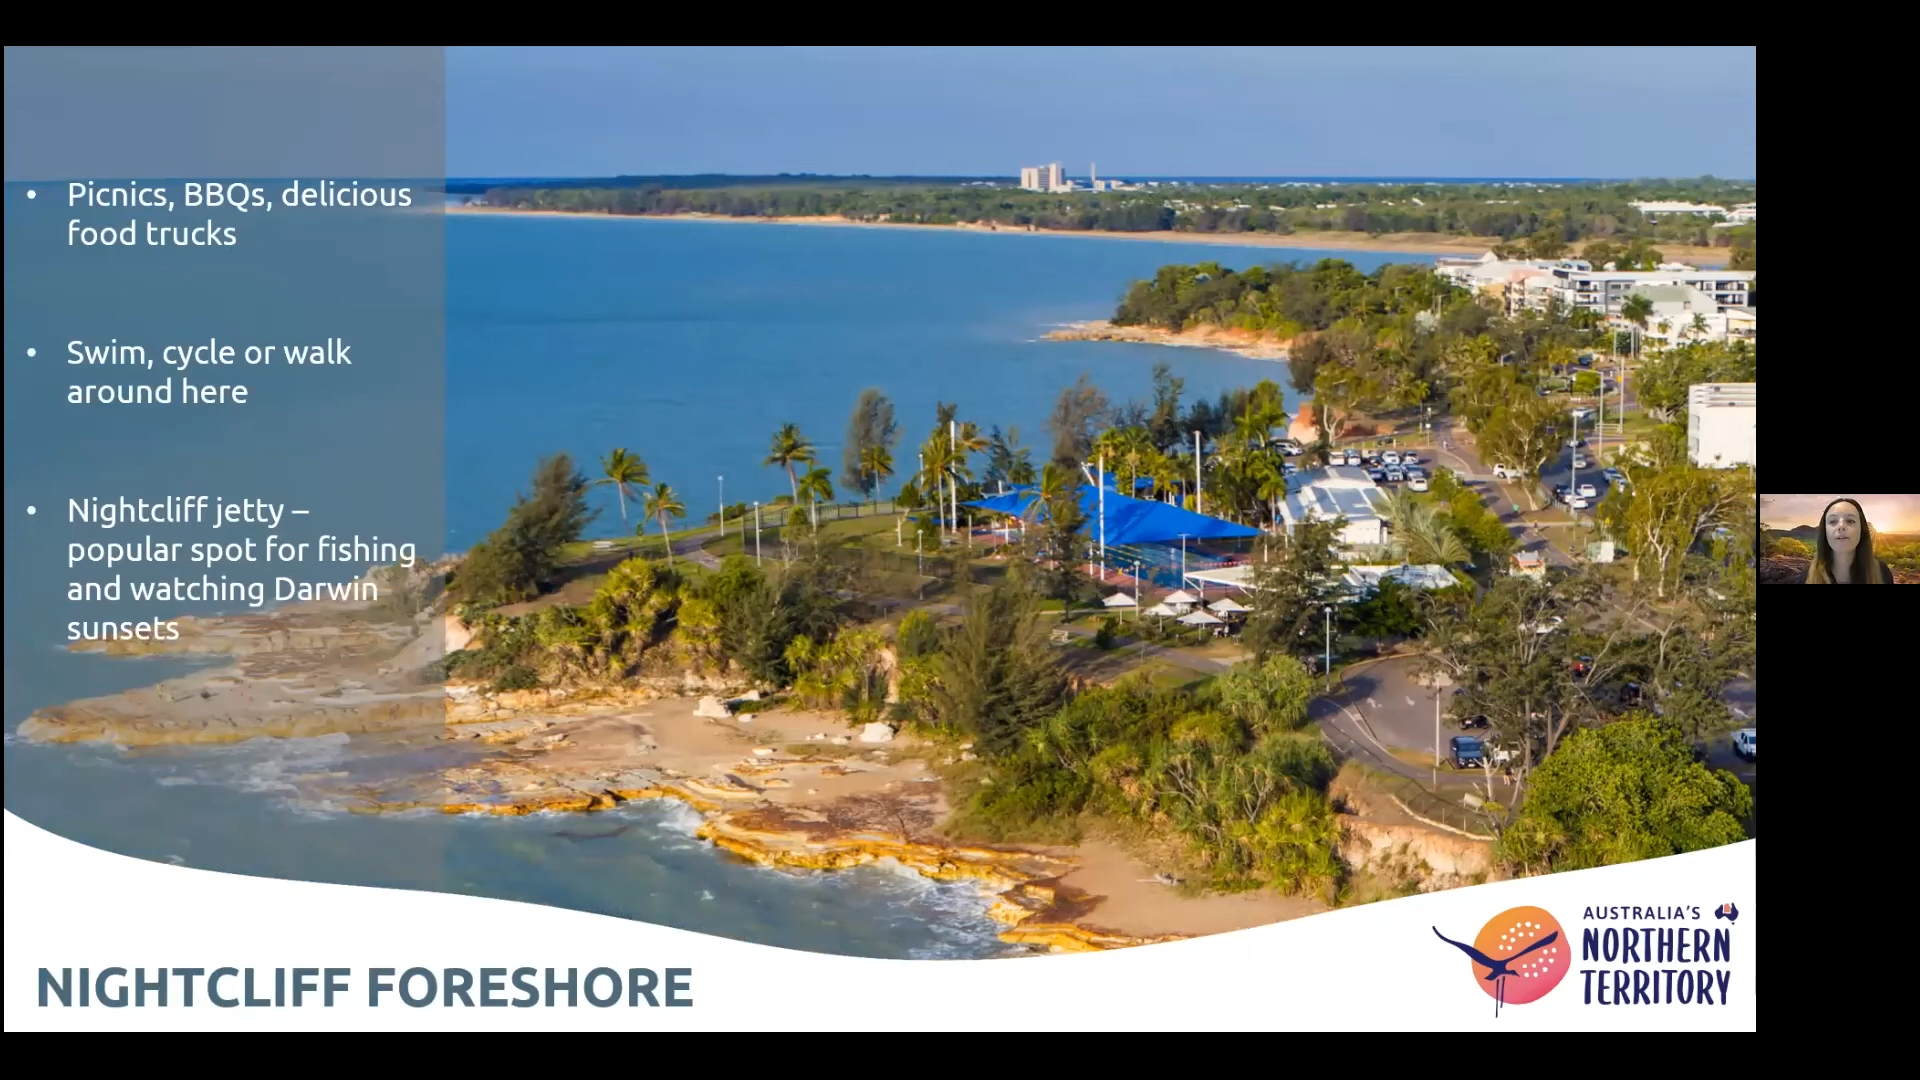 • Picnics, BBQs, delicious
food trucks
• Swim, cycle or walk
around here
• Nightcliff jetty –
popular spot for fishing
and watching Darwin
sunsets
NIGHTCLIFF FORESHORE
AUSTRALIA'S
NORTHERN
TERRITORY